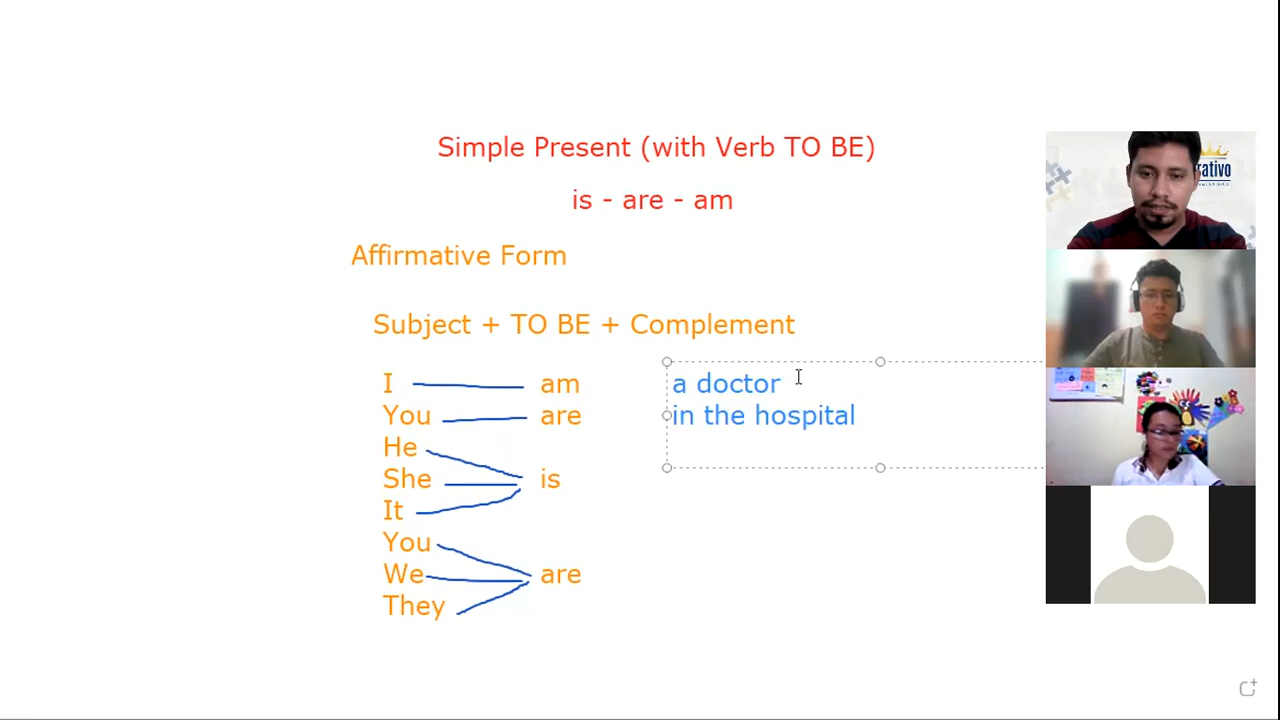 Simple Present (with Verb TO BE)
is - are - am
Affirmative Form
Subject + TO BE + Complement
I am a doctor
You are in the hospital
He
She is
It
You
We are
They
rativo